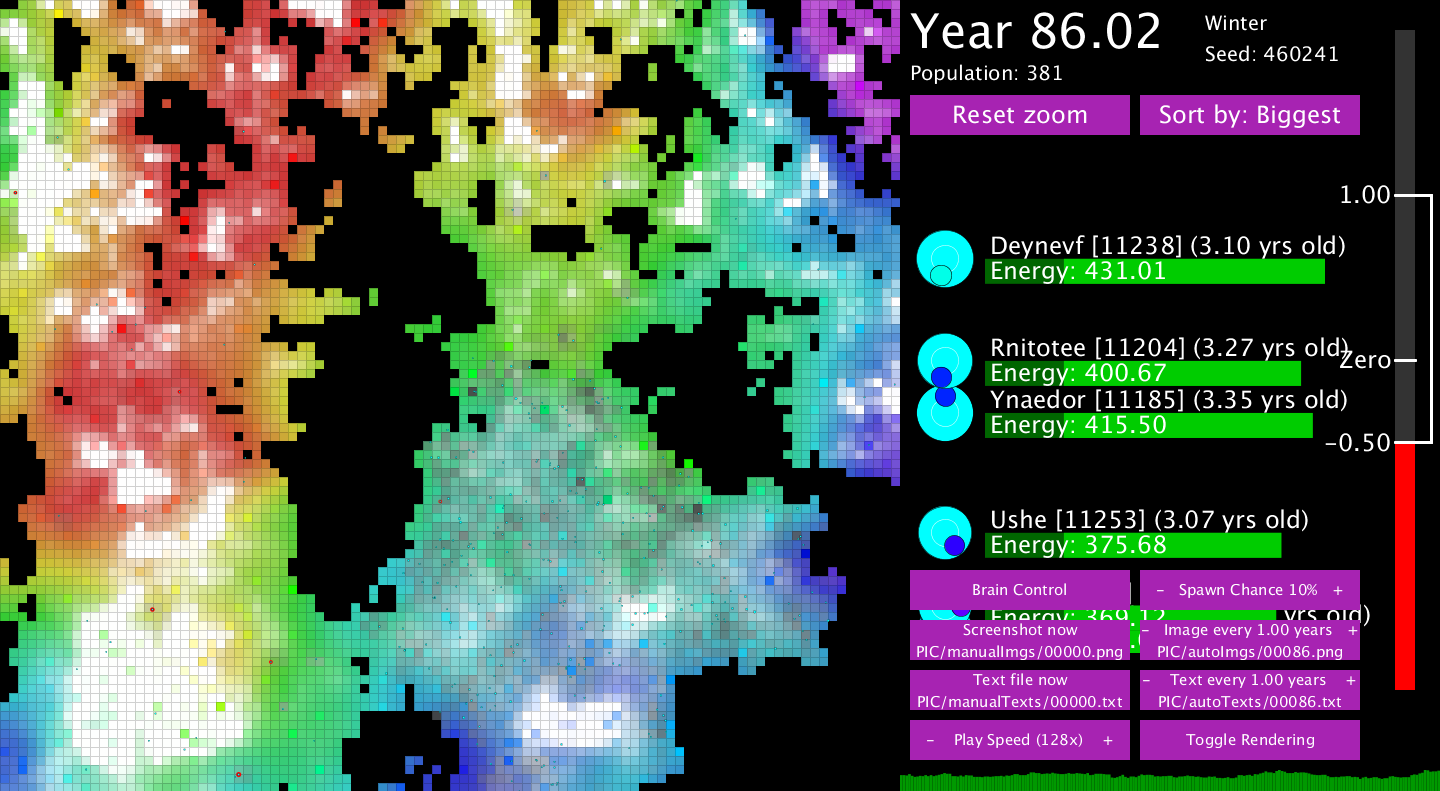 Year 86.02
Winter
Seed: 460241
Population: 381
Reset zoom
Sort by: Biggest
1.00
Deynevf [11238] (3.10 yrs old)
Energy: 431.01
Rnitotee [11204] (3.27 yrs old)
Zero
Energy: 400.67
Ynaedor [11185] (3.35 yrs old)
Energy: 415.50
-0.50
Ushe [11253] (3.07 yrs old)
Energy: 375.68
Brain Control
- Spawn Chance 10% +
Energy: 369.12
yrs old)
Screenshot now
PIC/manualImgs/00000.png
- Image every 1.00 years +
PIC/autoImgs/00086.png
Text file now
PIC/manualTexts/00000.txt
- Text every 1.00 years +
PIC/autoTexts/00086.txt
- Play Speed (128x) +
Toggle Rendering